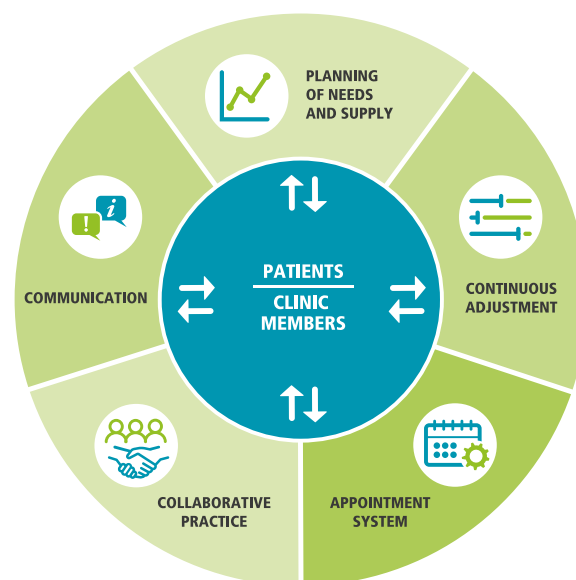 PLANNING
OF NEEDS
AND SUPPLY
! i
COMMUNICATION
PATIENTS
CLINIC
MEMBERS
CONTINUOUS
ADJUSTMENT
COLLABORATIVE
PRACTICE
APPOINTMENT
SYSTEM